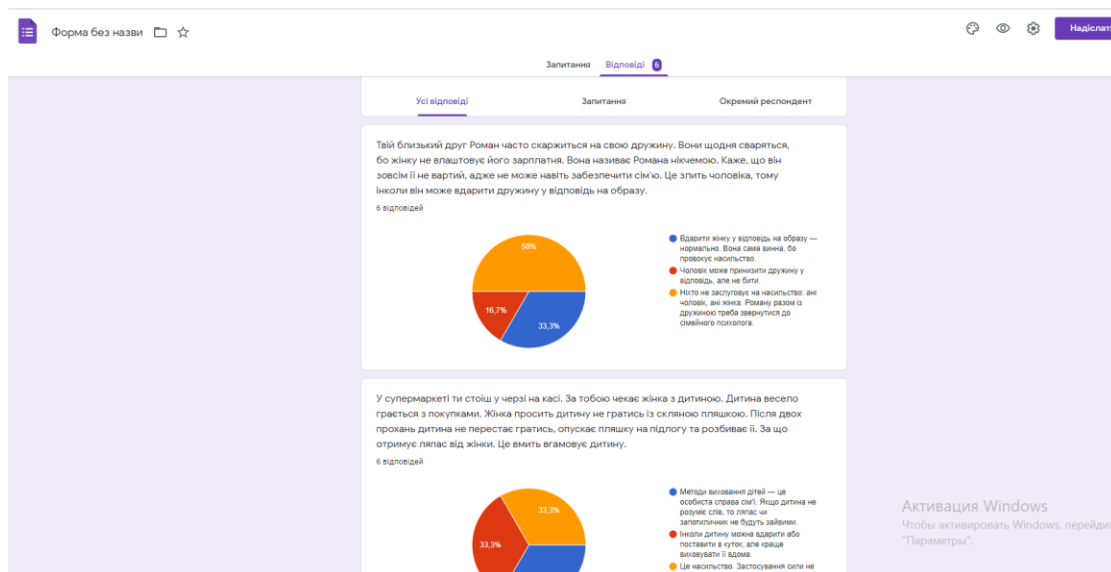 Форма без назви
Надіслат
Запитання Відповіді 6
Усі відповіді Запитання Окремий респондент
Твій близький друг Роман часто скаржиться на свою дружину. Вони щодня сваряться,
бо жінку не влаштовує його зарплатня. Вона називає Романа нікчемою. Каже, що він
зовсім її не вартий, адже не може навіть забезпечити сім'ю. Це злить чоловіка, тому
інколи він може вдарити дружину у відповідь на образу.
6 відповідей
50%
16,7%
33,3%
Вдарити жінку у відповідь на образу —
нормально. Вона сама винна, бо
провокує насильство.
Чоловік може принизити дружину у
відповідь, але не бити.
Ніхто не заслуговує на насильство: ані
чоловік, ані жінка. Роману разом із
дружиною треба звернутися до
сімейного психолога.
У супермаркеті ти стоїш у черзі на касі. За тобою чекає жінка з дитиною. Дитина весело
грається з покупками. Жінка просить дитину не гратись із скляною пляшкою. Після двох
прохань дитина не перестає гратись, опускає пляшку на підлогу та розбиває її. За що
отримує ляпас від жінки. Це вмить вгамовує дитину.
6 відповідей
33,3%
33,3%
Методи виховання дітей — це
особиста справа сім'ї. Якщо дитина не
розуміє слів, то ляпас чи
запотиличник не будуть зайвими.
Інколи дитину можна вдарити або
поставити в куток, але краще
виховувати її вдома.
Це насильство. Застосування сили не
Активация Windows
Чтобы активировать Windows, перейдит
"Параметры".